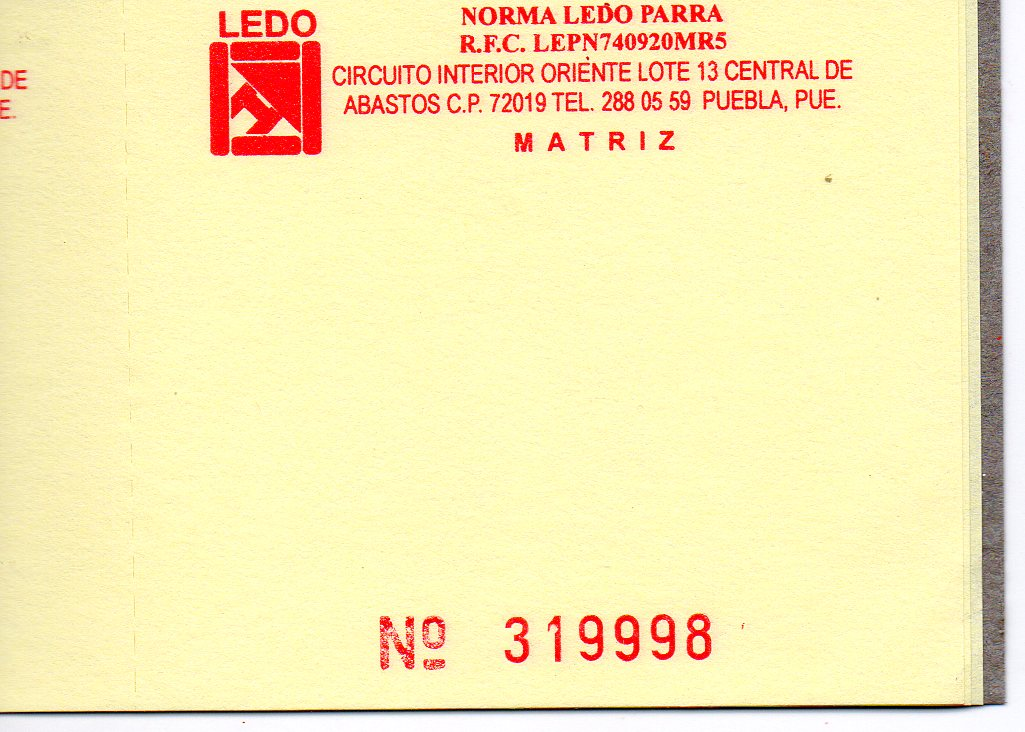 DE
E.
LEDO
NORMA LEDO PARRA
R.F.C. LEPN740920MR5
CIRCUITO INTERIOR ORIENTE LOTE 13 CENTRAL DE
ABASTOS C.P. 72019 TEL. 288 05 59 PUEBLA, PUE.
MATRIZ
Nº 319998